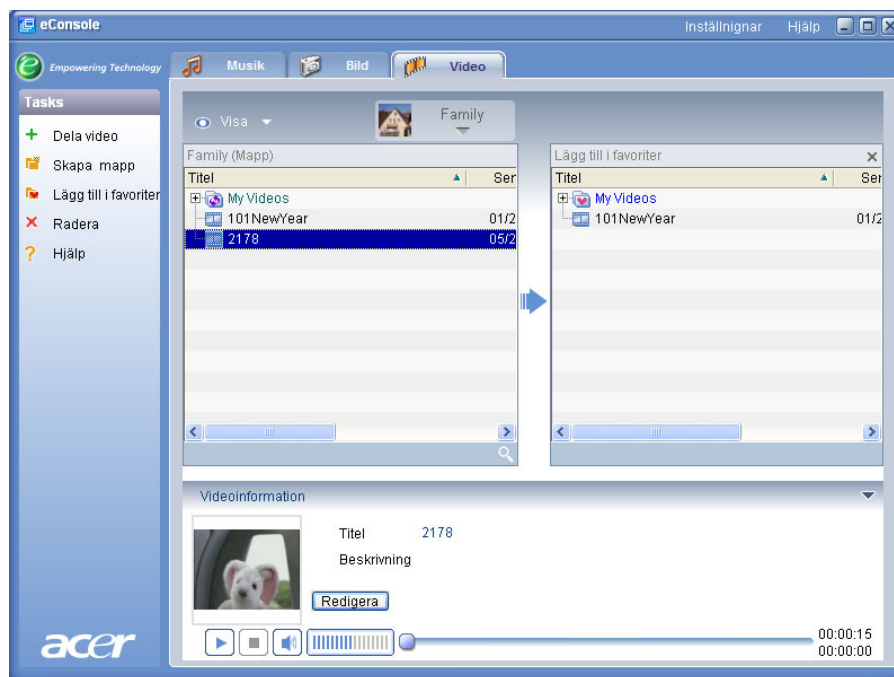 eConsole
Inställnignar Hjälp
Empowering Technology
Musik Bild Video
Tasks
Dela video
Skapa mapp
Lägg till i favoriter
Radera
Hjälp
Visa
Family
Family (Mapp)
Titel Ser
My Videos
101NewYear 01/2
2178 05/2
Lägg till i favoriter
Titel Ser
My Videos
101NewYear 01/2
Videoinformation
Titel 2178
Beskrivning
Redigera
00:00:15
00:00:00
acer